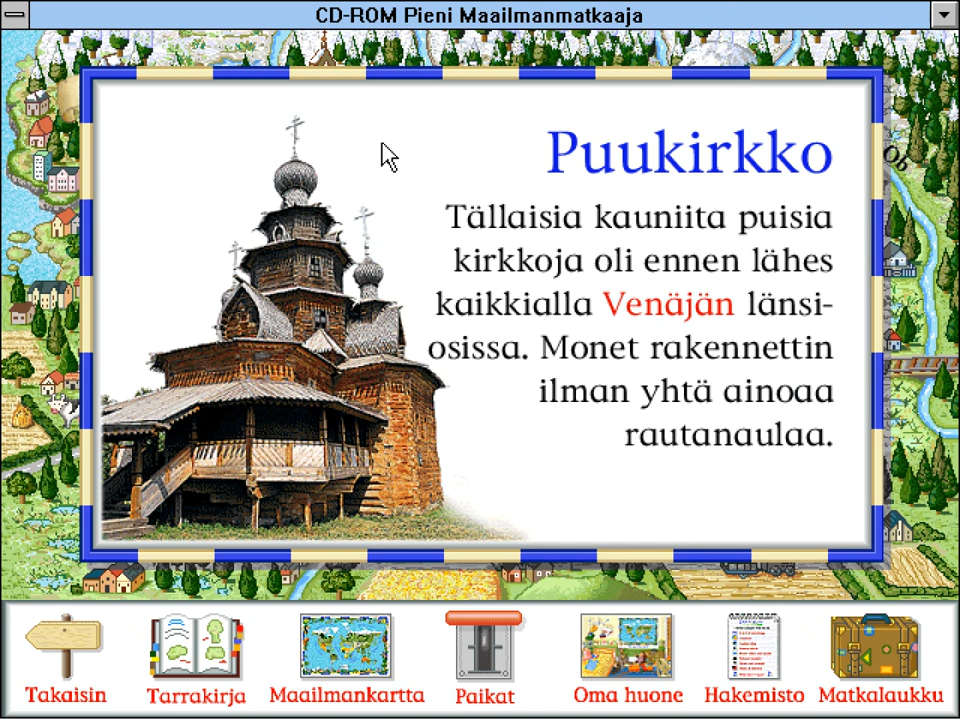 CD-ROM Pieni Maailmanmatkaaja
Ob
Puukirkko
Tällaisia kauniita puisia
kirkkoja oli ennen lähes
kaikkialla Venäjän länsi-
osissa. Monet rakennettin
ilman yhtä ainoaa
rautanaulaa.
Takaisin
Tarrakirja
Maailmankartta
Paikat
Oma huone
Hakemisto
Matkalaukku